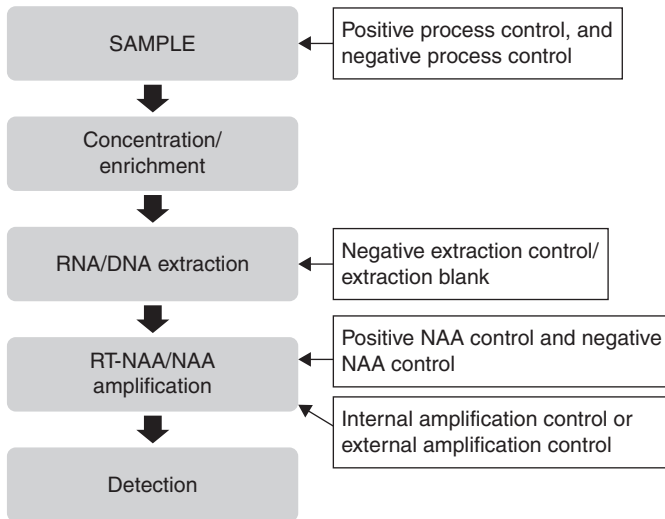 SAMPLE
Positive process control, and
negative process control
Concentration/
enrichment
RNA/DNA extraction
Negative extraction control/
extraction blank
RT-NAA/NAA
amplification
Positive NAA control and negative
NAA control
Internal amplification control or
external amplification control
Detection